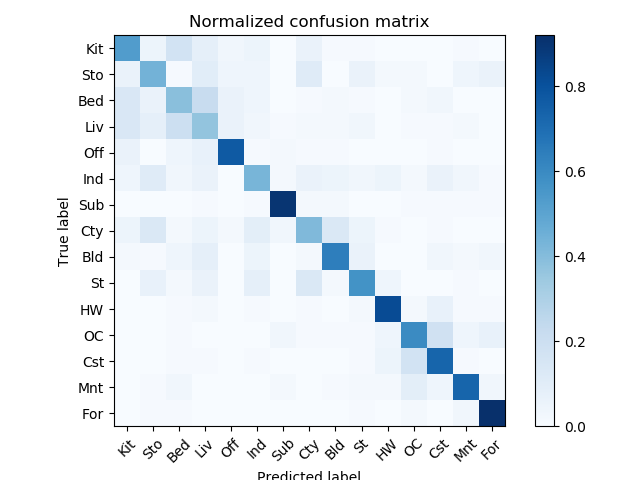 Normalized confusion matrix
True label
Kit
Sto
Bed
Liv
Off
Ind
Sub
Cty
Bld
St
HW
OC
Cst
Mnt
For
Kit Sto Bed Liv Off Ind Sub Cty Bld St HW OC Cst Mnt For
Predicted label
0.8
0.6
0.4
0.2
0.0